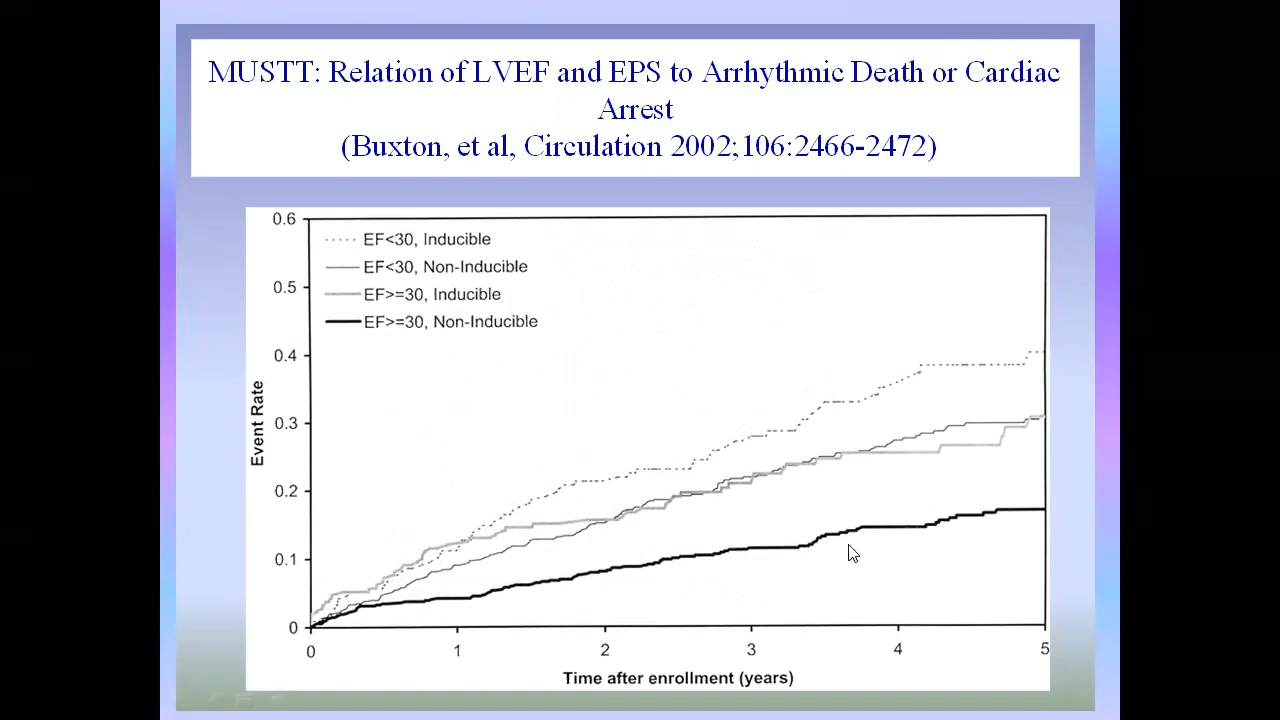 MUSTT: Relation of LVEF and EPS to Arrhythmic Death or Cardiac
Arrest
(Buxton, et al, Circulation 2002;106:2466-2472)
0.6
EF<30, Inducible
EF<30, Non-Inducible
0.5
EF>=30, Inducible
EF>=30, Non-Inducible
0.4
Event Rate
0.3
0.2
0.1
0
0 1 2 3 4 5
Time after enrollment (years)